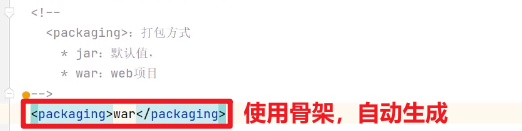 <!--
<packaging>：打包方式
* jar：默认值.
* war：web项目
-->
<packaging>war</packaging> 使用骨架，自动生成